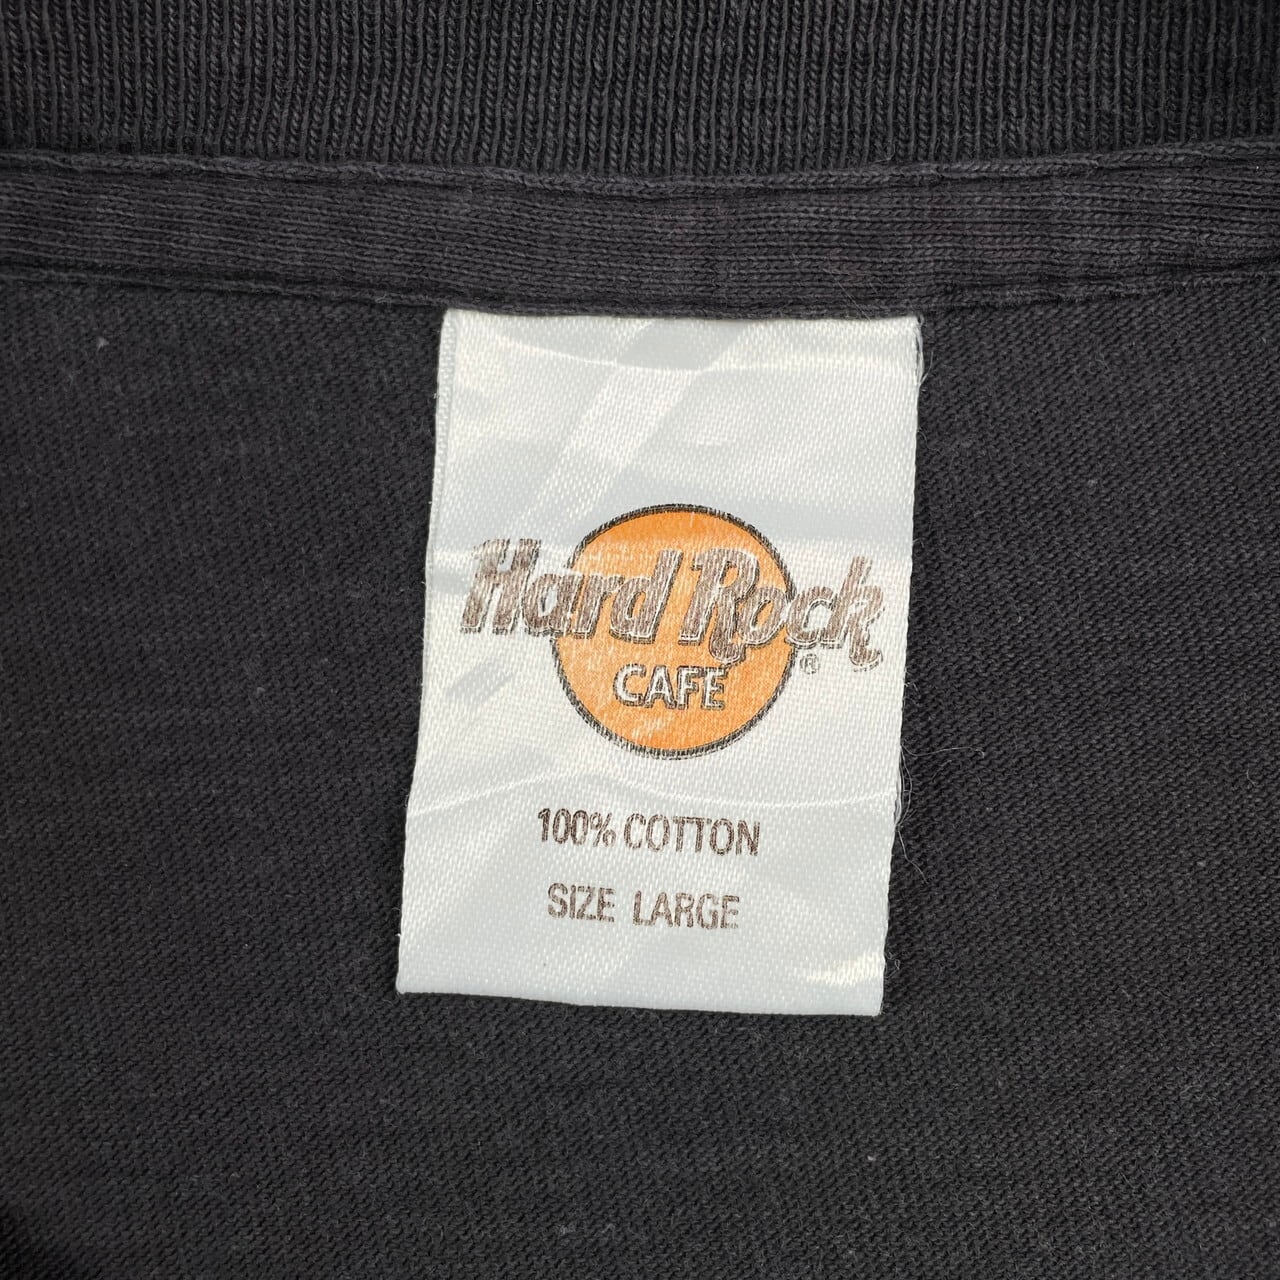 Hard Rock
CAFE
®
100% COTTON
SIZE LARGE